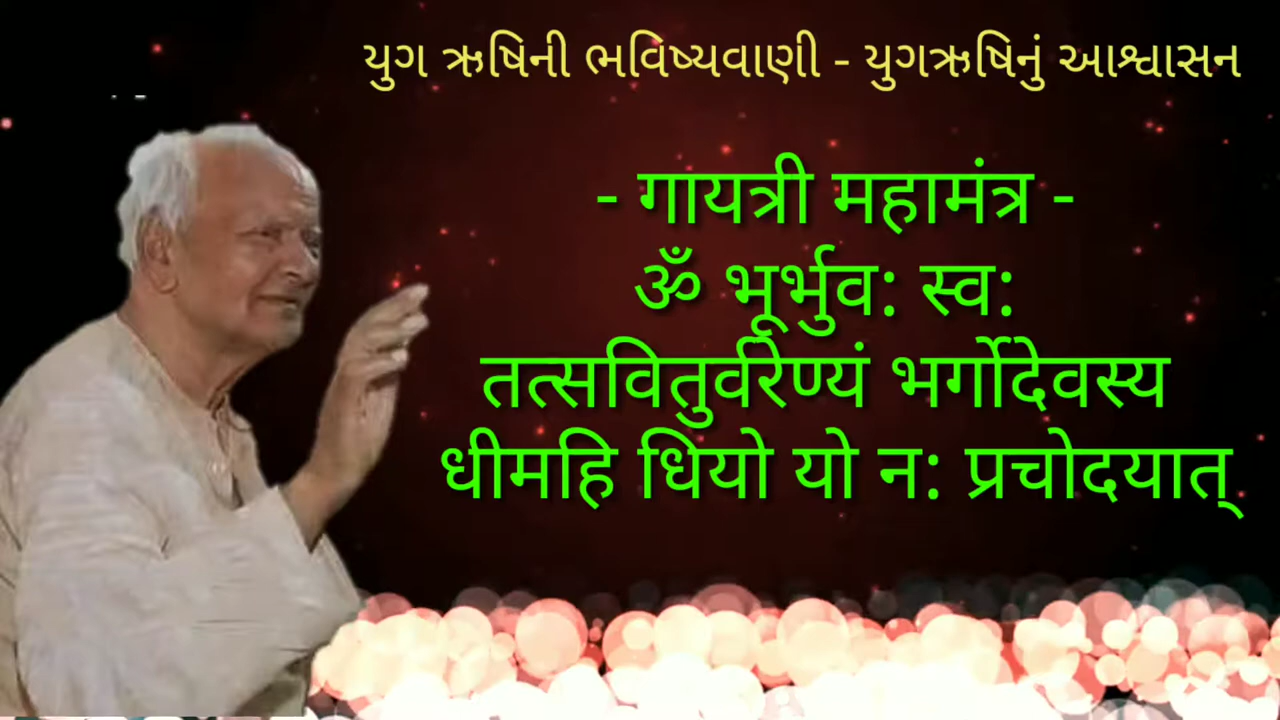 યુગ ઋષિની ભવિષ્યવાણી - યુગઋષિનું આશ્વાસન
- गायत्री महामंत्र -
ॐ भूर्भुव: स्व:
तत्सवितुर्वरेण्यं भर्गोदेवस्य
धीमहि धियो यो न: प्रचोदयात्